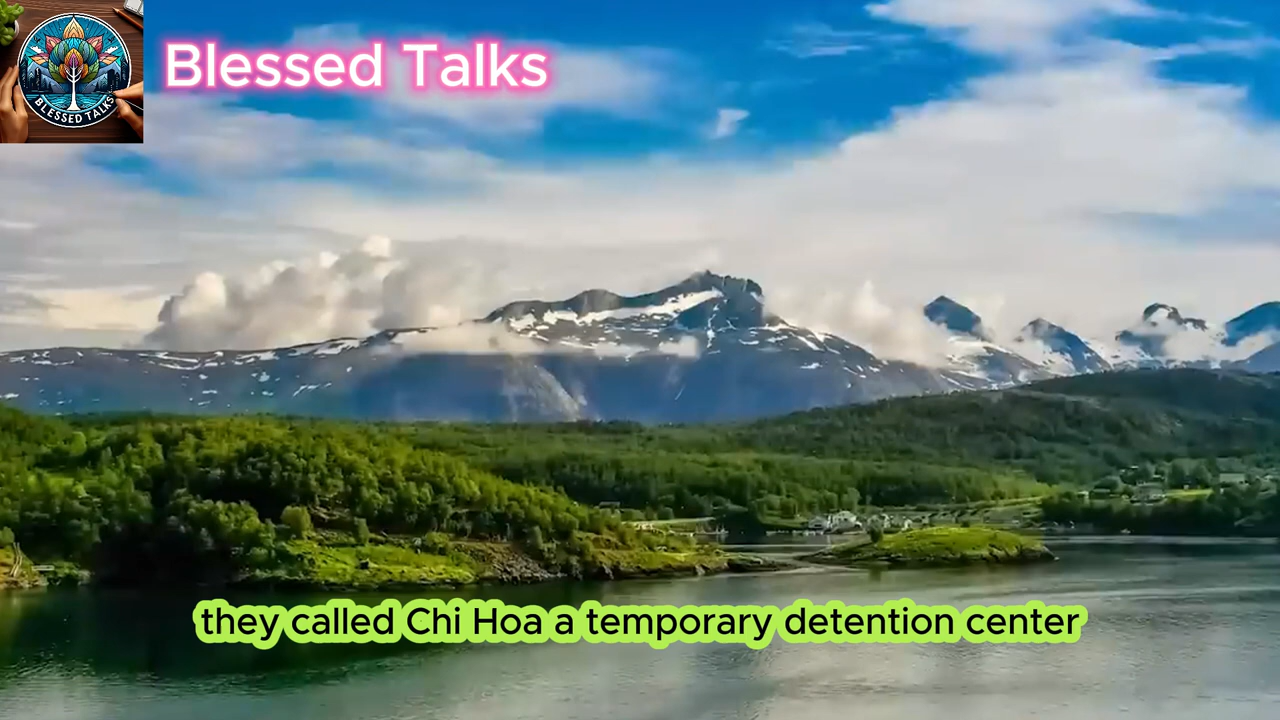 Blessed Talks
BLESSED TALKS
they called Chi Hoa a temporary detention center